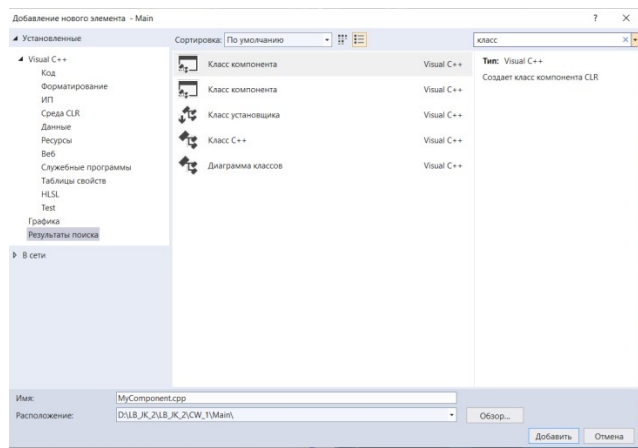 Добавление нового элемента - Main
? ×
Установленные
Сортировка: По умолчанию
класс
Visual C++
Код
Форматирование
ИП
Среда CLR
Данные
Ресурсы
Веб
Служебные программы
Таблицы свойств
HLSL
Test
Графика
Результаты поиска
В сети
Класс компонента Visual C++
Класс компонента Visual C++
Класс установщика Visual C++
Класс C++ Visual C++
Диаграмма классов Visual C++
Тип: Visual C++
Создает класс компонента CLR
Имя: MyComponent.cpp
Расположение: D:\LB_JK_2\LB_JK_2\CW_1\Main\
Обзор...
Добавить Отмена